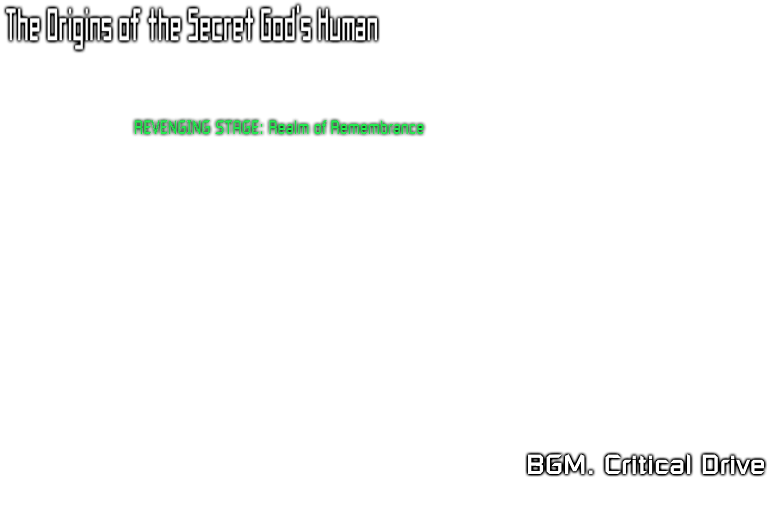 The Origins of the Secret God's Human
REVENGING STAGE: Realm of Remembrance
BGM. Critical Drive